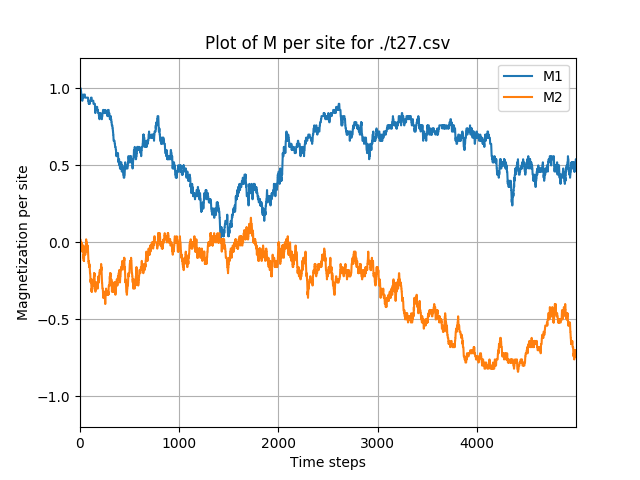 Plot of M per site for ./t27.csv
M1
M2
Magnetization per site
1.0
0.5
0.0
−0.5
−1.0
0
1000
2000
3000
4000
Time steps